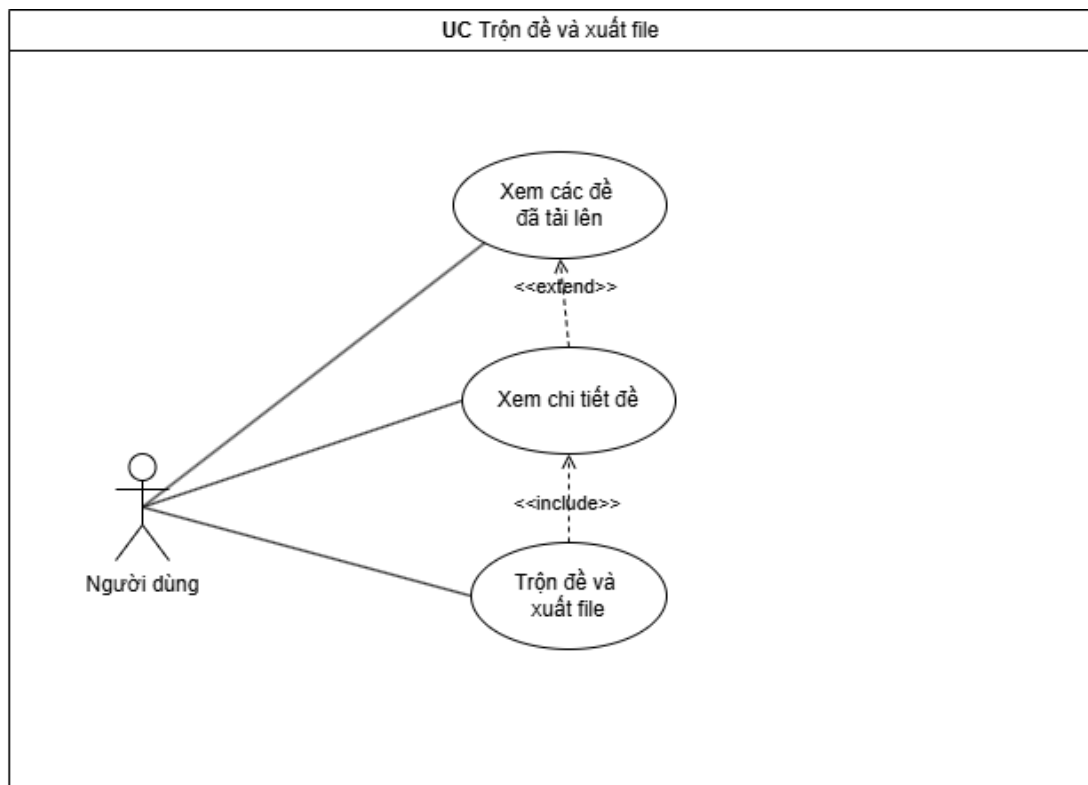 UC Trộn đề và xuất file
Xem các đề
đã tải lên
<<extend>>
Xem chi tiết đề
<<include>>
Trộn đề và
xuất file
Người dùng